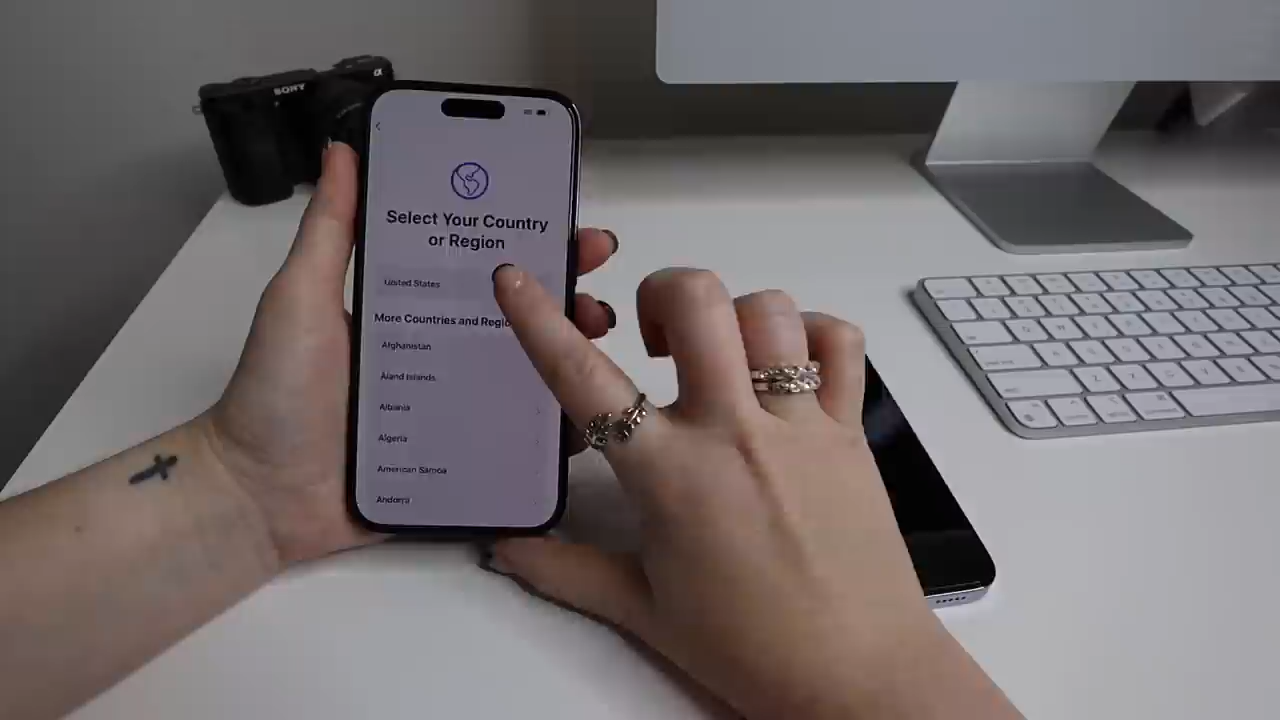 SONY
α
Select Your Country
or Region
United States
More Countries and Regio
Afghanistan
Åland Islands
Albania
Algeria
American Samoa
Andorra